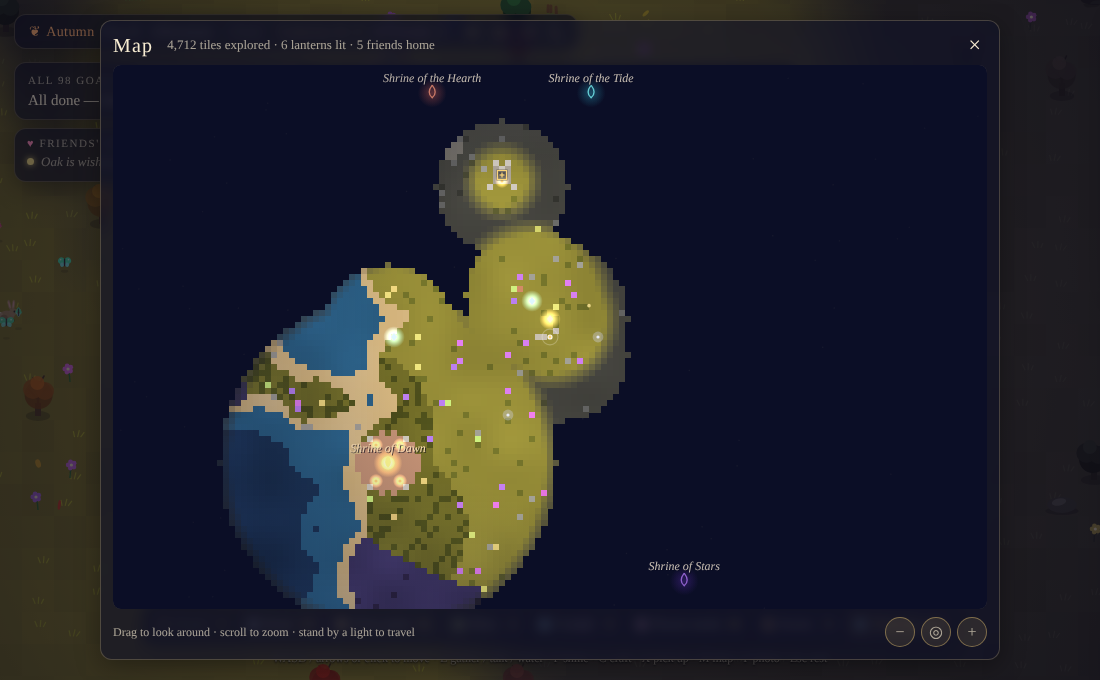 ❦ Autumn
Map 4,712 tiles explored · 6 lanterns lit · 5 friends home ×
ALL 98 GOA
All done —
♥ FRIENDS'
Oak is wish
Shrine of the Hearth
Shrine of the Tide
Shrine of Dawn
Shrine of Stars
Drag to look around · scroll to zoom · stand by a light to travel
− ◎ +